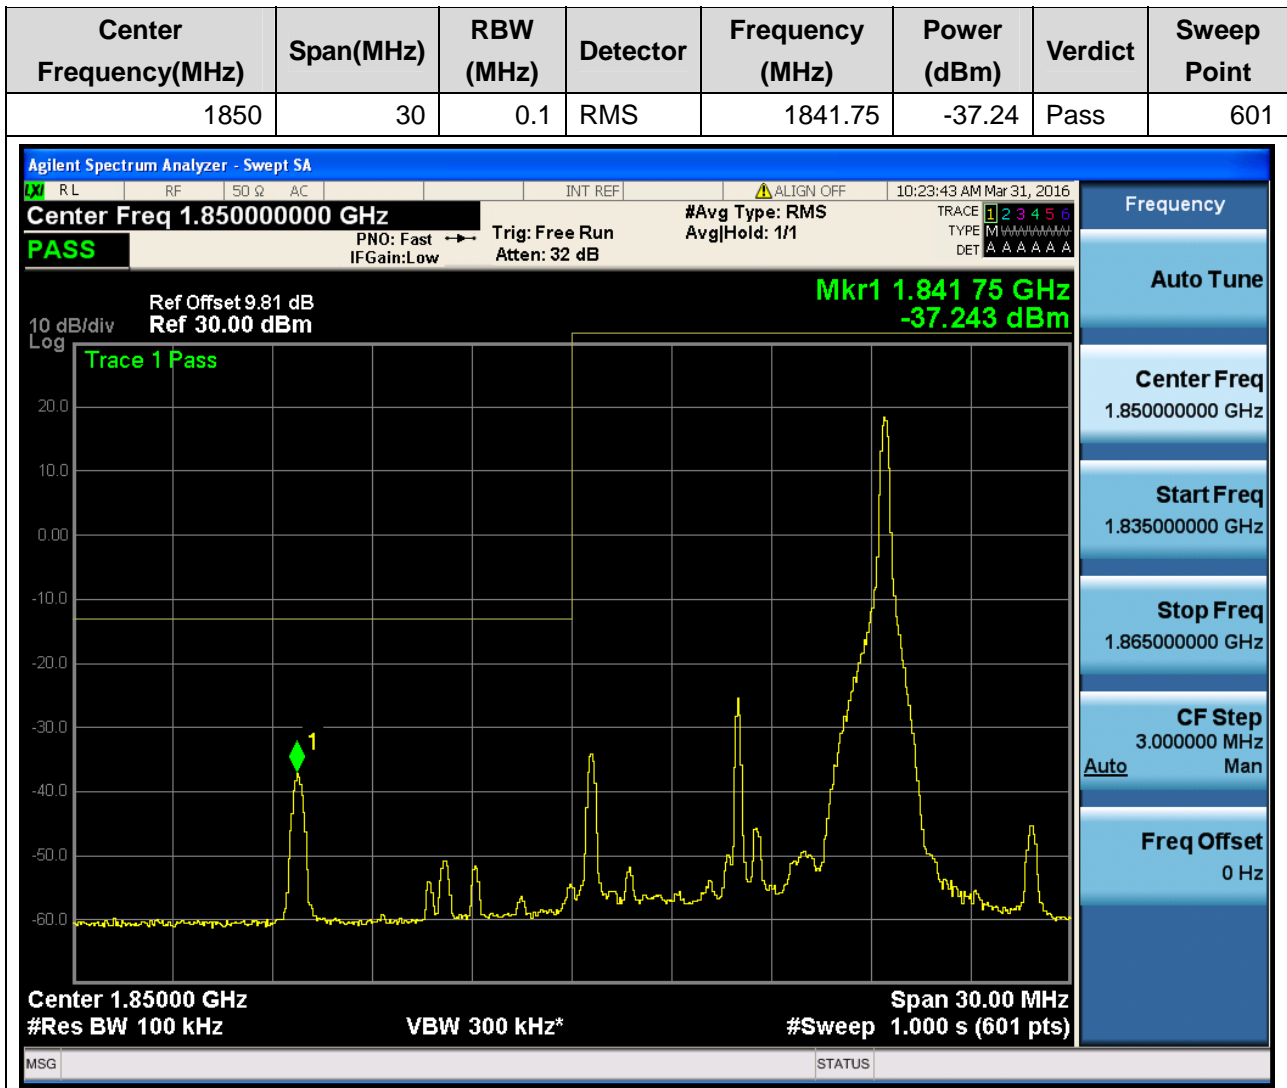 Center Frequency(MHz) Span(MHz) RBW (MHz) Detector Frequency (MHz) Power (dBm) Verdict Sweep Point
1850 30 0.1 RMS 1841.75 -37.24 Pass 601
Agilent Spectrum Analyzer - Swept SA
LXI RL RF 50 Ω AC INT REF ALIGN OFF 10:23:43 AM Mar 31, 2016
Center Freq 1.850000000 GHz
PASS
PNO: Fast
IFGain:Low
Trig: Free Run
Atten: 32 dB
#Avg Type: RMS
Avg|Hold: 1/1
TRACE 1 2 3 4 5 6
TYPE M
DET A A A A A A
Mkr1 1.841 75 GHz
-37.243 dBm
Ref Offset 9.81 dB
10 dB/div Ref 30.00 dBm
Log
Trace 1 Pass
20.0
10.0
0.00
-10.0
-20.0
-30.0
1
-40.0
-50.0
-60.0
Center 1.85000 GHz Span 30.00 MHz
#Res BW 100 kHz VBW 300 kHz* #Sweep 1.000 s (601 pts)
MSG STATUS
Frequency
Auto Tune
Center Freq
1.850000000 GHz
Start Freq
1.835000000 GHz
Stop Freq
1.865000000 GHz
CF Step
3.000000 MHz
Auto Man
Freq Offset
0 Hz